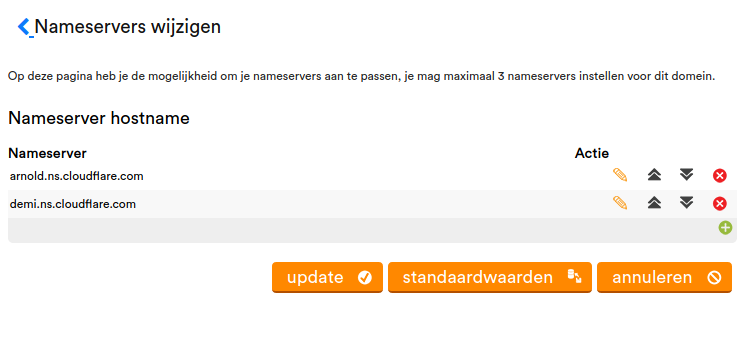 Nameservers wijzigen
Op deze pagina heb je de mogelijkheid om je nameservers aan te passen, je mag maximaal 3 nameservers instellen voor dit domein.
Nameserver hostname
Nameserver Actie
arnold.ns.cloudflare.com
demi.ns.cloudflare.com
update standaardwaarden annuleren